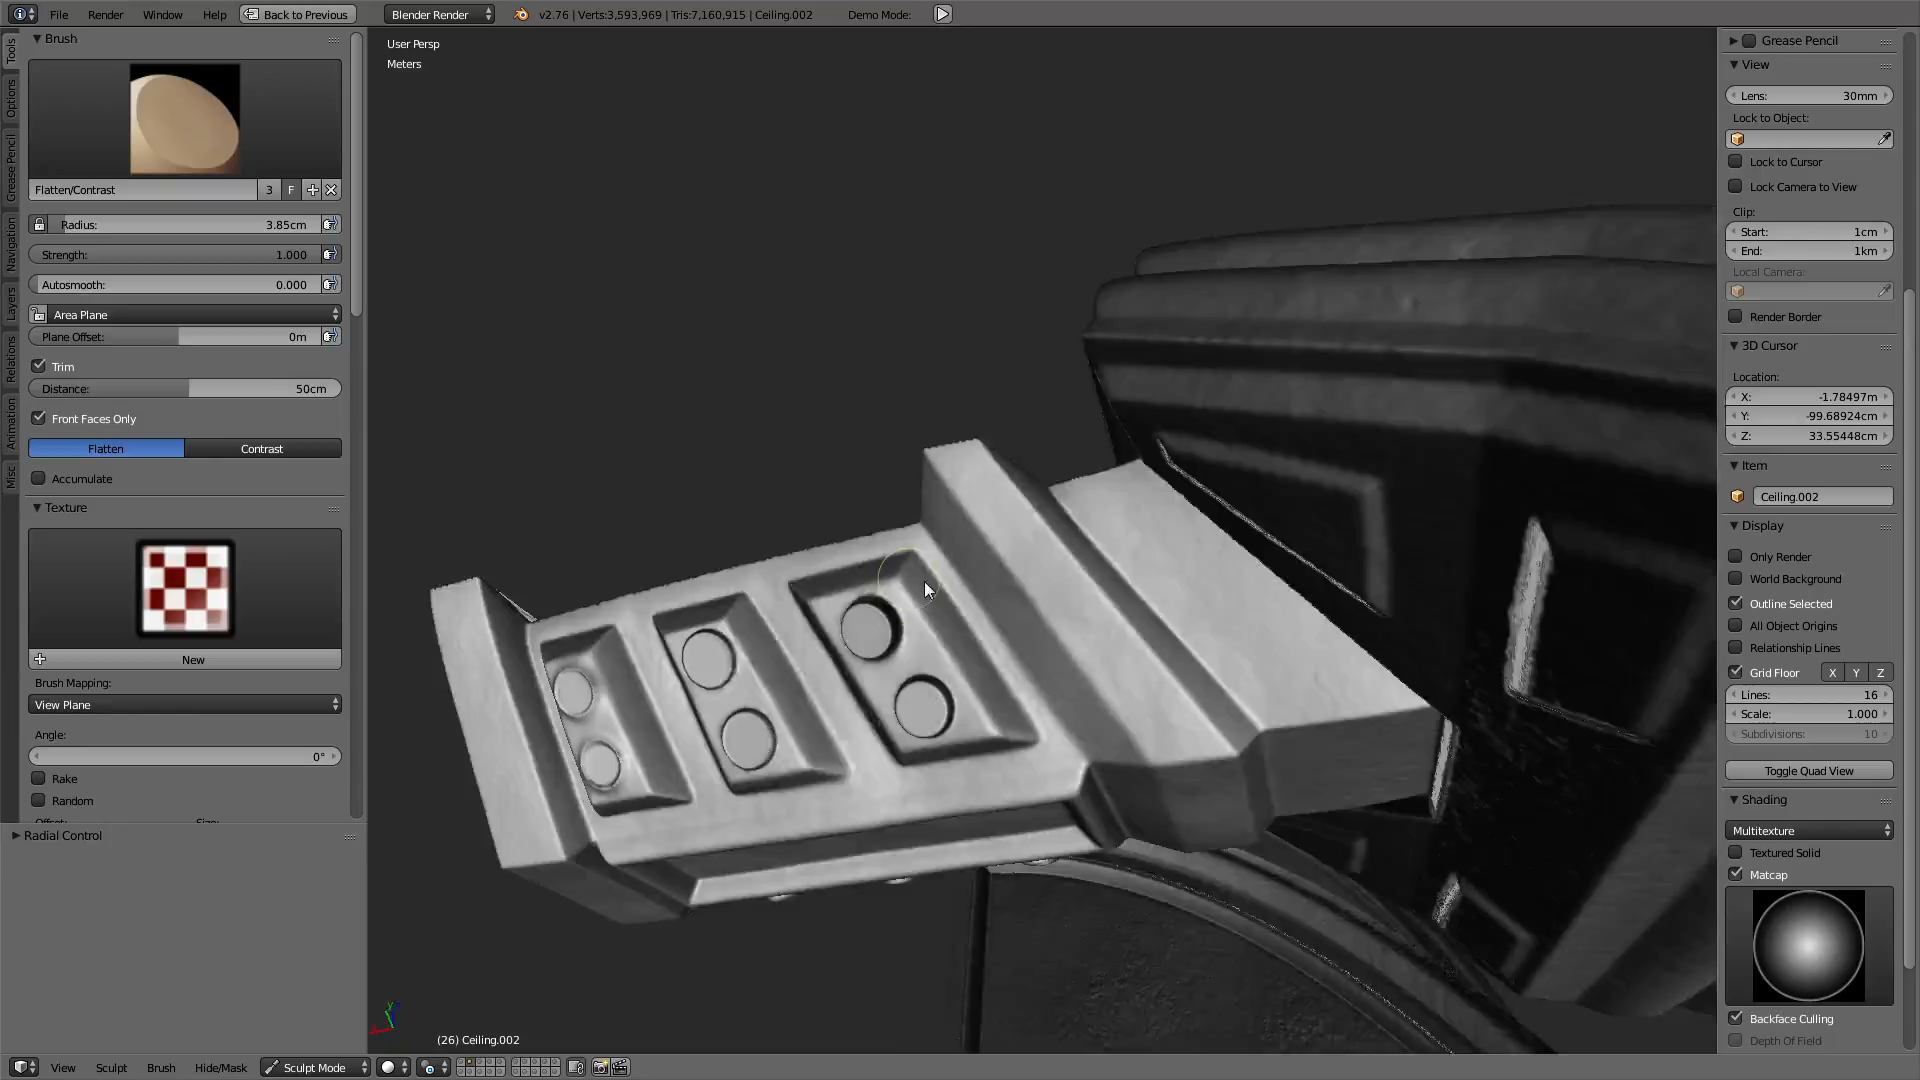 File Render Window Help Back to Previous Blender Render v2.76 | Verts:3,593,969 | Tris:7,160,915 | Ceiling.002 Demo Mode:
Tools
Options
Grease Pencil
Navigation
Layers
Relations
Animation
Misc
Brush
Flatten/Contrast 3 F
Radius: 3.85cm
Strength: 1.000
Autosmooth: 0.000
Area Plane
Plane Offset: 0m
Trim
Distance: 50cm
Front Faces Only
Flatten Contrast
Accumulate
Texture
New
Brush Mapping:
View Plane
Angle:
0°
Rake
Random
Offset: Size:
Radial Control
User Persp
Meters
(26) Ceiling.002
Grease Pencil
View
Lens: 30mm
Lock to Object:
Lock to Cursor
Lock Camera to View
Clip:
Start: 1cm
End: 1km
Local Camera:
Render Border
3D Cursor
Location:
X: -1.78497m
Y: -99.68924cm
Z: 33.55448cm
Item
Ceiling.002
Display
Only Render
World Background
Outline Selected
All Object Origins
Relationship Lines
Grid Floor X Y Z
Lines: 16
Scale: 1.000
Subdivisions: 10
Toggle Quad View
Shading
Multitexture
Textured Solid
Matcap
Backface Culling
Depth Of Field
View Sculpt Brush Hide/Mask Sculpt Mode